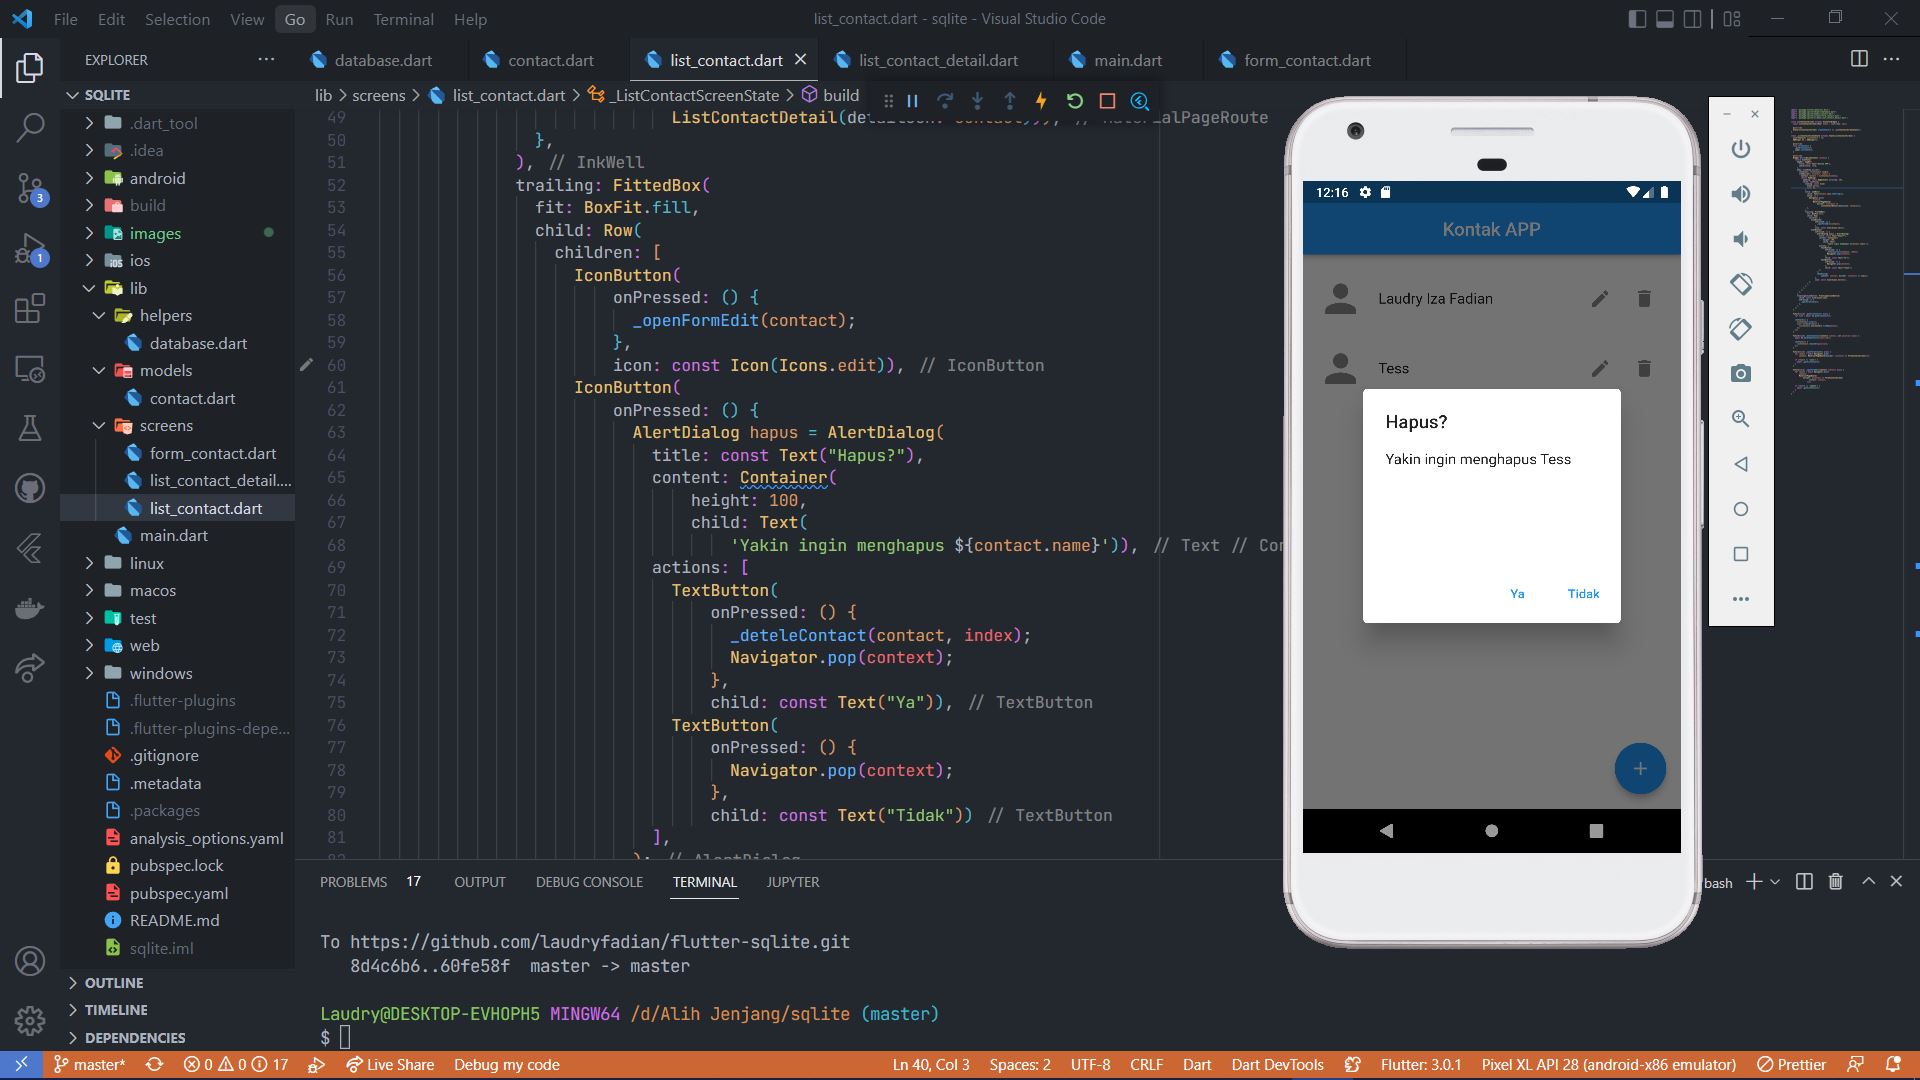 File Edit Selection View Go Run Terminal Help
list_contact.dart - sqlite - Visual Studio Code
EXPLORER
database.dart
contact.dart
list_contact.dart
list_contact_detail.dart
main.dart
form_contact.dart
SQLITE
lib > screens > list_contact.dart > _ListContactScreenState > build
.dart_tool
.idea
android
build
images
ios
lib
helpers
database.dart
models
contact.dart
screens
form_contact.dart
list_contact_detail....
list_contact.dart
main.dart
linux
macos
test
web
windows
.flutter-plugins
.flutter-plugins-depe...
.gitignore
.metadata
.packages
analysis_options.yaml
pubspec.lock
pubspec.yaml
README.md
sqlite.iml
OUTLINE
TIMELINE
DEPENDENCIES
3
1
49 ListContactDetail(
50 },
51 ), // InkWell
52 trailing: FittedBox(
53 fit: BoxFit.fill,
54 child: Row(
55 children: [
56 IconButton(
57 onPressed: () {
58 _openFormEdit(contact);
59 },
60 icon: const Icon(Icons.edit)), // IconButton
61 IconButton(
62 onPressed: () {
63 AlertDialog hapus = AlertDialog(
64 title: const Text("Hapus?"),
65 content: Container(
66 height: 100,
67 child: Text(
68 'Yakin ingin menghapus ${contact.name}')), // Text // Con
69 actions: [
70 TextButton(
71 onPressed: () {
72 _deteleContact(contact, index);
73 Navigator.pop(context);
74 },
75 child: const Text("Ya")), // TextButton
76 TextButton(
77 onPressed: () {
78 Navigator.pop(context);
79 },
80 child: const Text("Tidak")) // TextButton
81 ],
82 ); // AlertDialog
12:16
Kontak APP
Laudry Iza Fadian
Tess
Hapus?
Yakin ingin menghapus Tess
Ya Tidak
PROBLEMS 17 OUTPUT DEBUG CONSOLE TERMINAL JUPYTER
bash
To https://github.com/laudryfadian/flutter-sqlite.git
8d4c6b6..60fe58f master -> master
Laudry@DESKTOP-EVHOPH5 MINGW64 /d/Alih Jenjang/sqlite (master)
$
master* 0 0 17 Live Share Debug my code
Ln 40, Col 3 Spaces: 2 UTF-8 CRLF Dart Dart DevTools Flutter: 3.0.1 Pixel XL API 28 (android-x86 emulator) Prettier